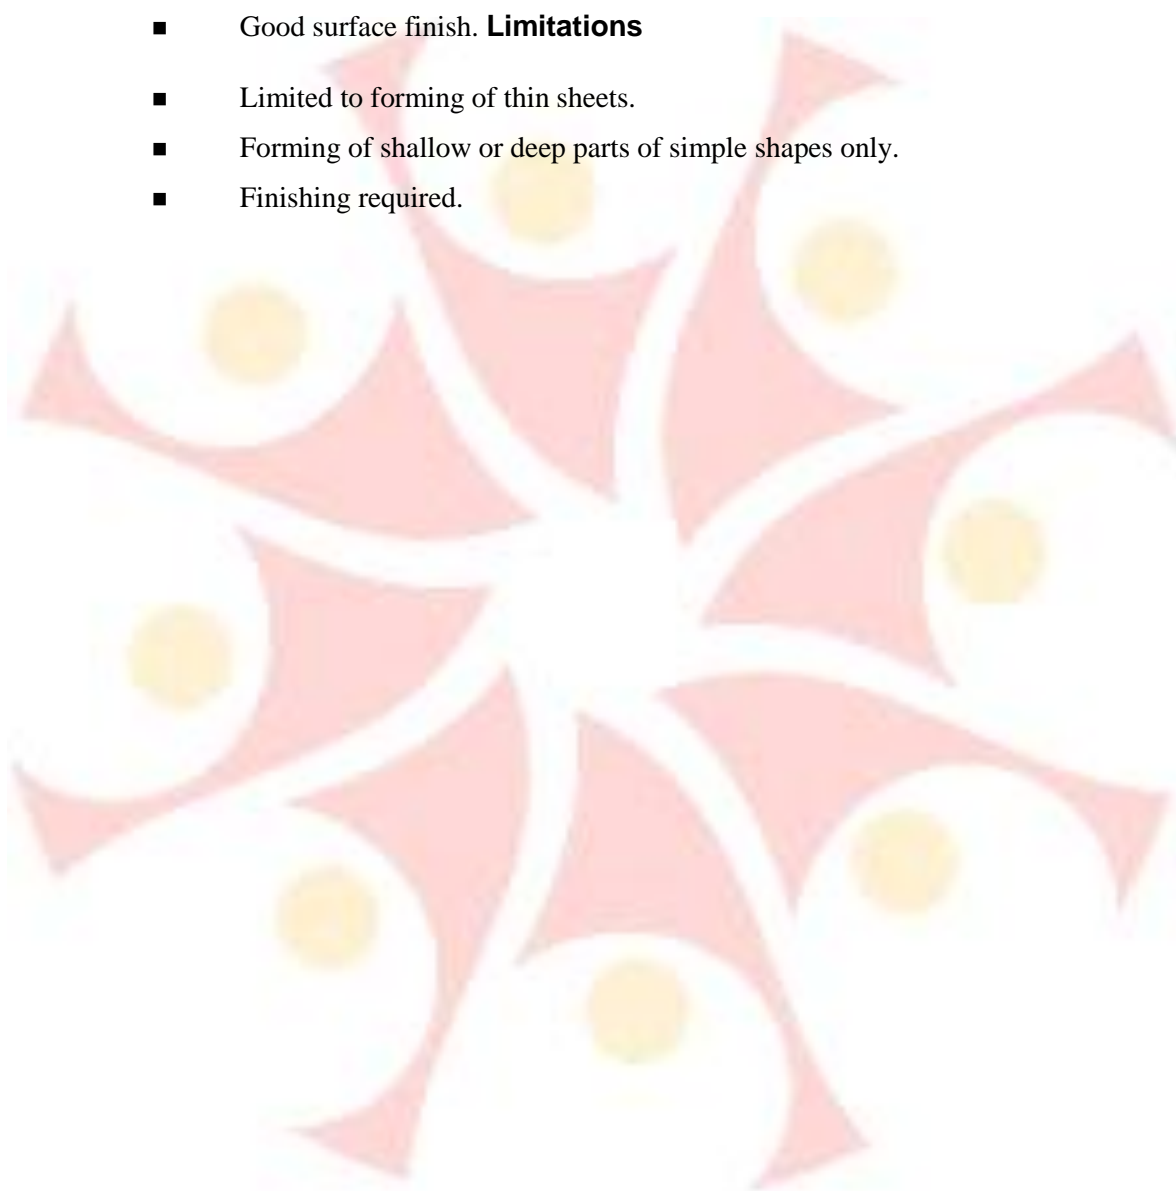 ■ Good surface finish. Limitations
■ Limited to forming of thin sheets.
■ Forming of shallow or deep parts of simple shapes only.
■ Finishing required.